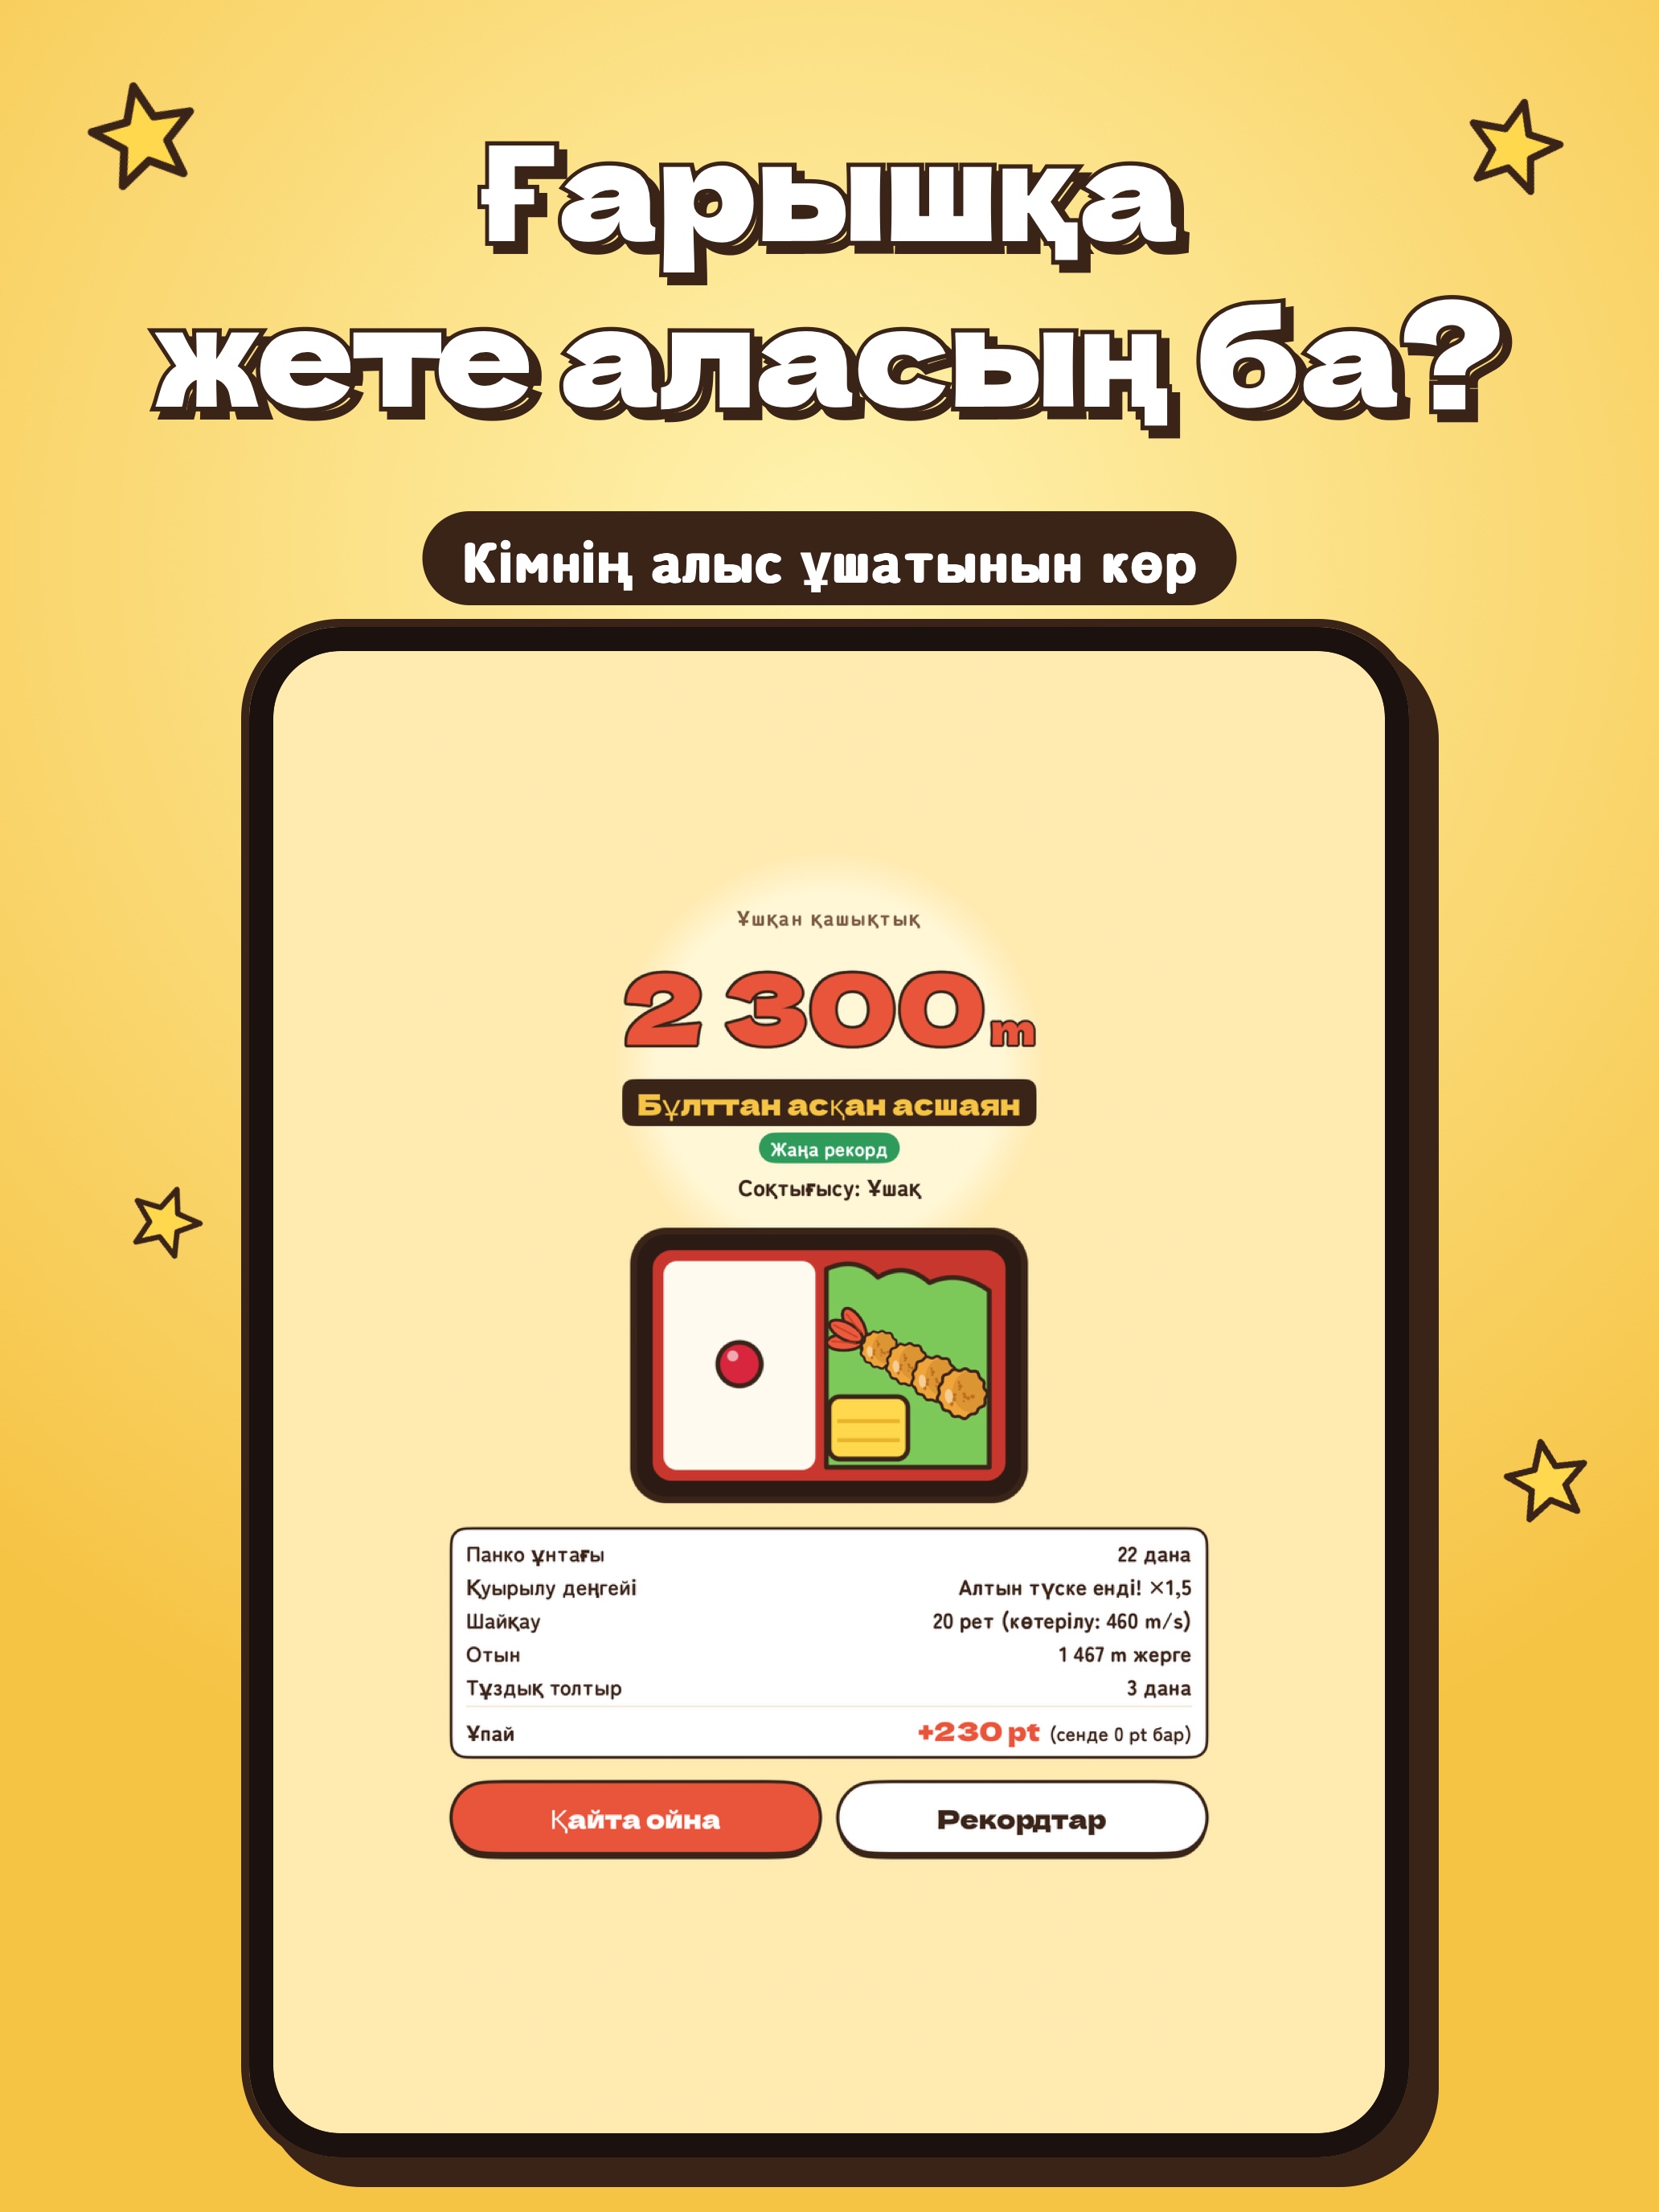 Ғарышқа
жете аласың ба?
Кімнің алыс ұшатынын көр
Ұшқан қашықтық
2 300 m
Бұлттан асқан асшаян
Жаңа рекорд
Соқтығысу: Ұшақ
Панко ұнтағы 22 дана
Қуырылу деңгейі Алтын түске енді! ×1,5
Шайқау 20 рет (көтерілу: 460 m/s)
Отын 1 467 m жерге
Тұздық толтыр 3 дана
Ұпай +230 pt (сенде 0 pt бар)
Қайта ойна Рекордтар